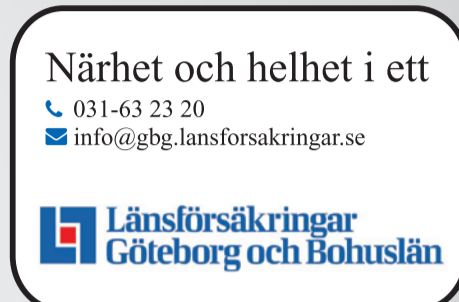 Närhet och helhet i ett
031-63 23 20
info@gbg.lansforsakringar.se
Länsförsäkringar
Göteborg och Bohuslän